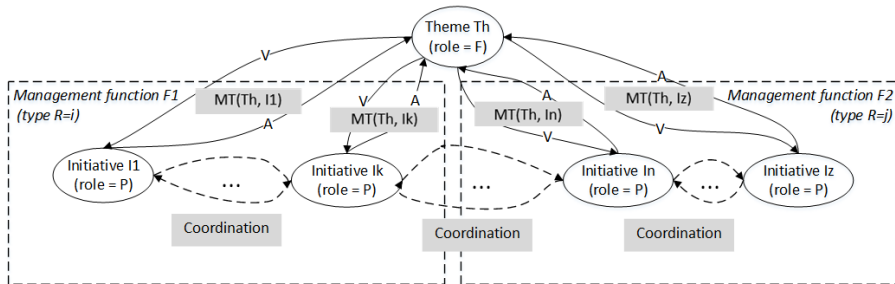 Theme Th
(role = F)
V
A
Management function F1
(type R=i)
Management function F2
(type R=j)
MT(Th, I1)
V
A
MT(Th, Ik)
MT(Th, In)
A
V
MT(Th, Iz)
A
V
Initiative I1
(role = P)
...
Initiative Ik
(role = P)
...
Initiative In
(role = P)
...
Initiative Iz
(role = P)
Coordination
Coordination
Coordination